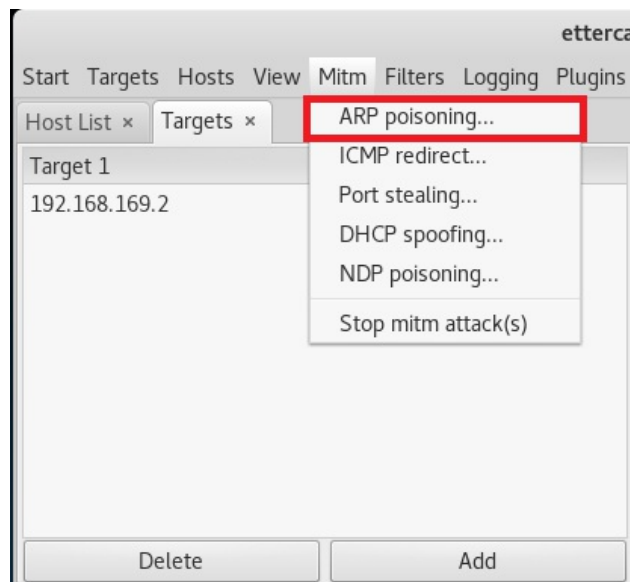 etterca
Start Targets Hosts View Mitm Filters Logging Plugins
Host List × Targets ×
ARP poisoning...
ICMP redirect...
Port stealing...
DHCP spoofing...
NDP poisoning...
Stop mitm attack(s)
Target 1
192.168.169.2
Delete Add